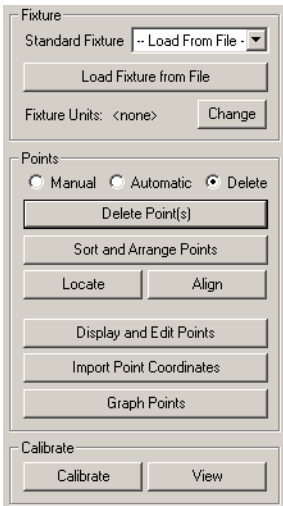 Fixture
Standard Fixture -- Load From File -
Load Fixture from File
Fixture Units: <none> Change
Points
Manual Automatic Delete
Delete Point(s)
Sort and Arrange Points
Locate Align
Display and Edit Points
Import Point Coordinates
Graph Points
Calibrate
Calibrate View